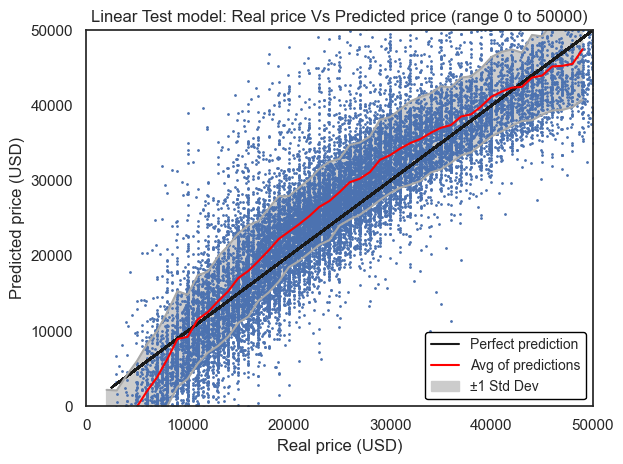 Linear Test model: Real price Vs Predicted price (range 0 to 50000)
50000
40000
30000
20000
10000
0
Predicted price (USD)
Perfect prediction
Avg of predictions
±1 Std Dev
0
10000
20000
30000
40000
50000
Real price (USD)